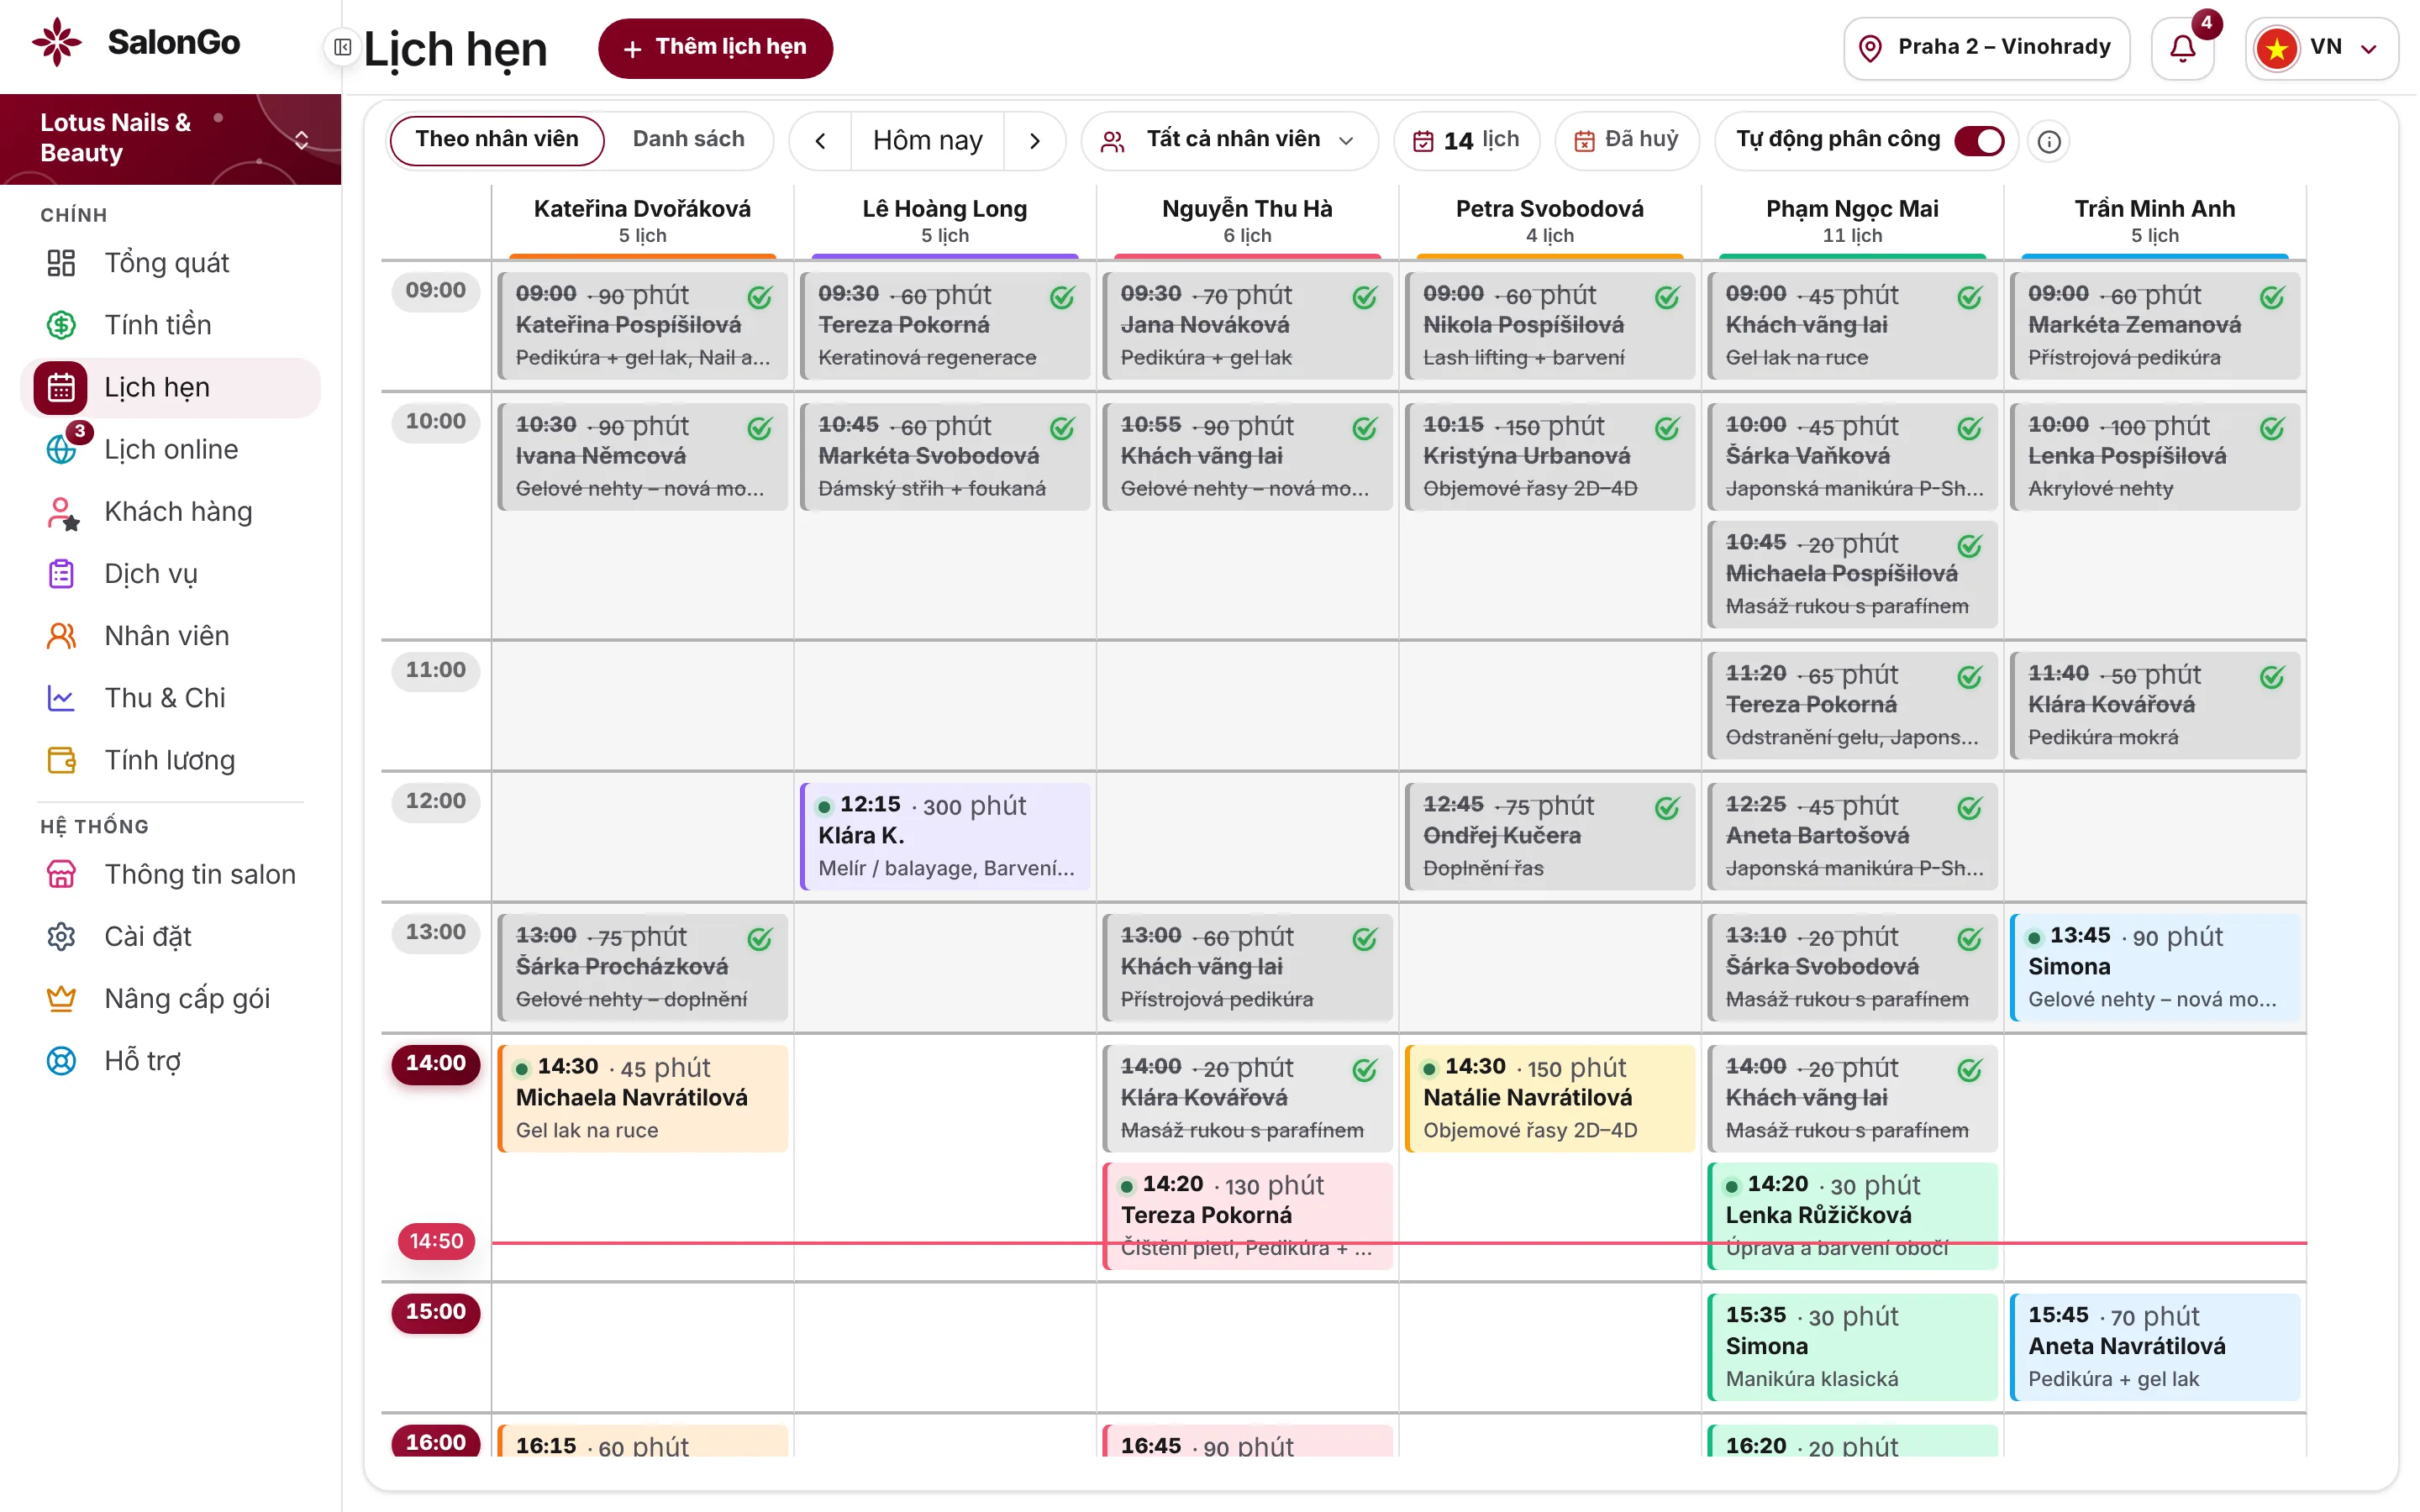 SalonGo
Lịch hẹn
+ Thêm lịch hẹn
Praha 2 – Vinohrady
4
VN
Lotus Nails &
Beauty
CHÍNH
Tổng quát
Tính tiền
Lịch hẹn
3
Lịch online
Khách hàng
Dịch vụ
Nhân viên
Thu & Chi
Tính lương
HỆ THỐNG
Thông tin salon
Cài đặt
Nâng cấp gói
Hỗ trợ
Theo nhân viên
Danh sách
Hôm nay
Tất cả nhân viên
14 lịch
Đã huỷ
Tự động phân công
Kateřina Dvořáková
5 lịch
Lê Hoàng Long
5 lịch
Nguyễn Thu Hà
6 lịch
Petra Svobodová
4 lịch
Phạm Ngọc Mai
11 lịch
Trần Minh Anh
5 lịch
09:00
09:00 · 90 phút
Kateřina Pospíšilová
Pedikúra + gel lak, Nail a...
09:30 · 60 phút
Tereza Pokorná
Keratinová regenerace
09:30 · 70 phút
Jana Nováková
Pedikúra + gel lak
09:00 · 60 phút
Nikola Pospíšilová
Lash lifting + barvení
09:00 · 45 phút
Khách vãng lai
Gel lak na ruce
09:00 · 60 phút
Markéta Zemanová
Přístrojová pedikúra
10:00
10:30 · 90 phút
Ivana Němcová
Gelové nehty – nová mo...
10:45 · 60 phút
Markéta Svobodová
Dámský střih + foukaná
10:55 · 90 phút
Khách vãng lai
Gelové nehty – nová mo...
10:15 · 150 phút
Kristýna Urbanová
Objemové řasy 2D–4D
10:00 · 45 phút
Šárka Vaňková
Japonská manikúra P-Sh...
10:00 · 100 phút
Lenka Pospíšilová
Akrylové nehty
10:45 · 20 phút
Michaela Pospíšilová
Masáž rukou s parafínem
11:00
11:20 · 65 phút
Tereza Pokorná
Odstranění gelu, Japons...
11:40 · 50 phút
Klára Kovářová
Pedikúra mokrá
12:00
12:15 · 300 phút
Klára K.
Melír / balayage, Barvení...
12:45 · 75 phút
Ondřej Kučera
Doplnění řas
12:25 · 45 phút
Aneta Bartošová
Japonská manikúra P-Sh...
13:00
13:00 · 75 phút
Šárka Procházková
Gelové nehty – doplnění
13:00 · 60 phút
Khách vãng lai
Přístrojová pedikúra
13:10 · 20 phút
Šárka Svobodová
Masáž rukou s parafínem
13:45 · 90 phút
Simona
Gelové nehty – nová mo...
14:00
14:30 · 45 phút
Michaela Navrátilová
Gel lak na ruce
14:00 · 20 phút
Klára Kovářová
Masáž rukou s parafínem
14:30 · 150 phút
Natálie Navrátilová
Objemové řasy 2D–4D
14:00 · 20 phút
Khách vãng lai
Masáž rukou s parafínem
14:20 · 130 phút
Tereza Pokorná
Čištění pleti, Pedikúra + ...
14:20 · 30 phút
Lenka Růžičková
Úprava a barvení obočí
14:50
15:00
15:35 · 30 phút
Simona
Manikúra klasická
15:45 · 70 phút
Aneta Navrátilová
Pedikúra + gel lak
16:00
16:15 · 60 phút
16:45 · 90 phút
16:20 · 20 phút